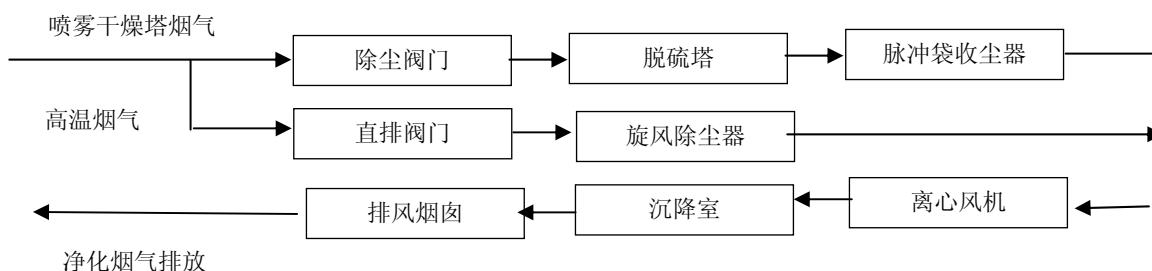 喷雾干燥塔烟气
除尘阀门
脱硫塔
脉冲袋收尘器
高温烟气
直排阀门
旋风除尘器
排风烟囱
沉降室
离心风机
净化烟气排放